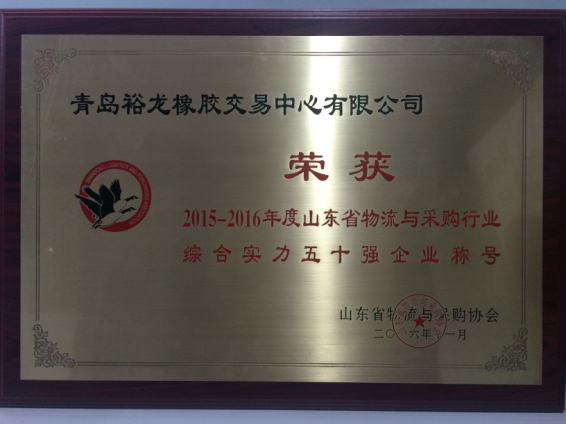 青岛裕龙橡胶交易中心有限公司
荣获
2015-2016年度山东省物流与采购行业
综合实力五十强企业称号
山东省物流与采购协会
二〇一六年一月